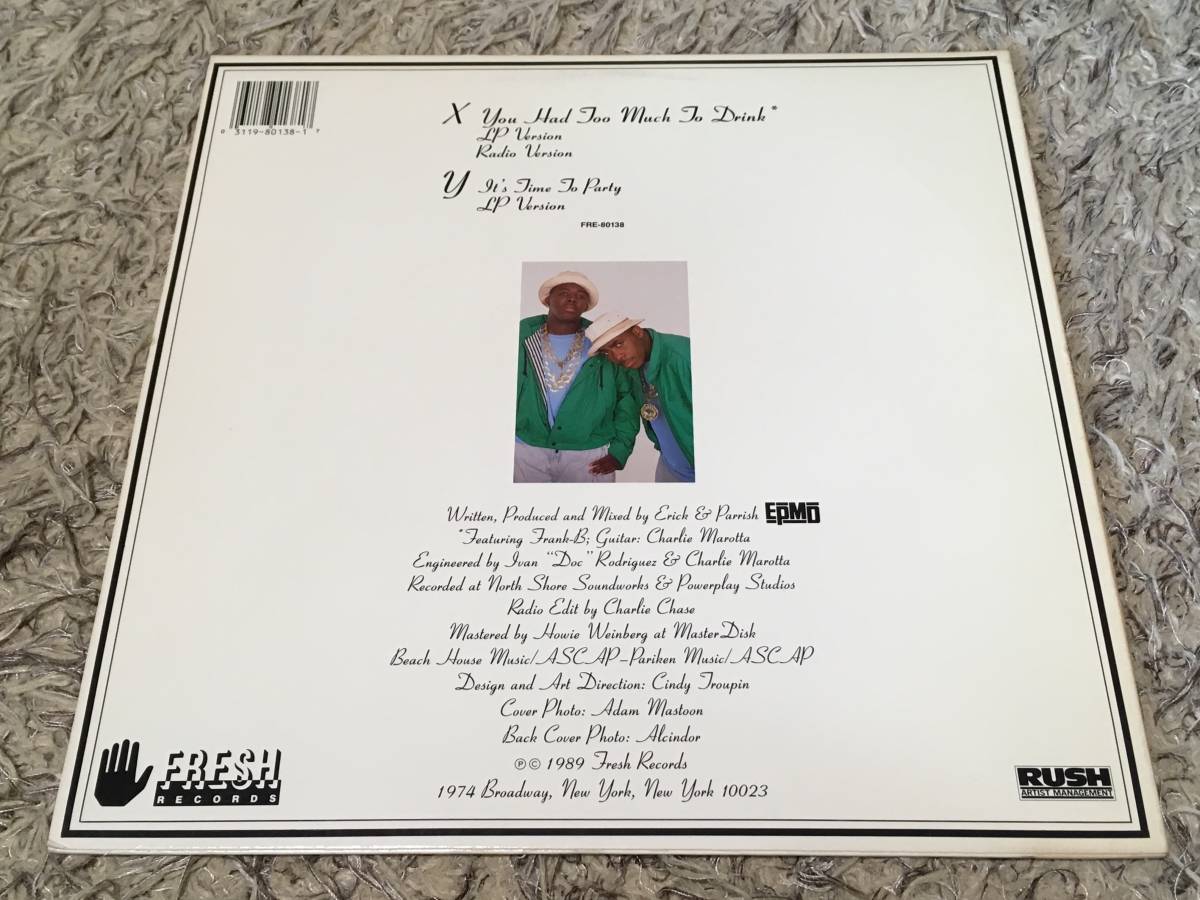 0 3119-80138-1 7
X You Had Too Much To Drink*
LP Version
Radio Version
Y It's Time To Party
LP Version
FRE-80138
Written, Produced and Mixed by Erick & Parrish EPMD
*Featuring Frank-B; Guitar: Charlie Marotta
Engineered by Ivan "Doc" Rodriguez & Charlie Marotta
Recorded at North Shore Soundworks & Powerplay Studios
Radio Edit by Charlie Chase
Mastered by Howie Weinberg at MasterDisk
Beach House Music/ASCAP–Pariken Music/ASCAP
Design and Art Direction: Cindy Troupin
Cover Photo: Adam Mastoon
Back Cover Photo: Alcindor
℗© 1989 Fresh Records
1974 Broadway, New York, New York 10023
FRESH
RECORDS
RUSH
ARTIST MANAGEMENT